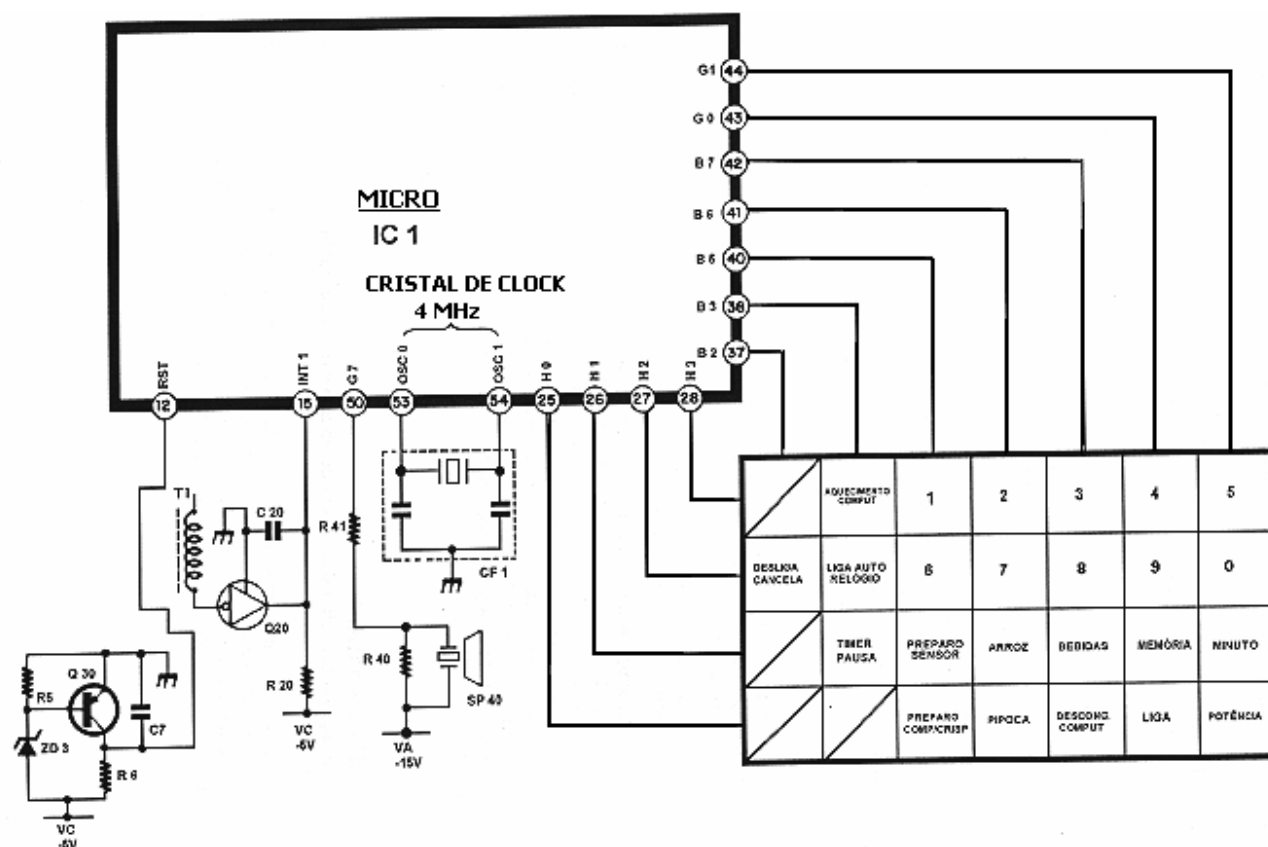 G1 44
G0 43
B7 42
B6 41
B5 40
B3 38
B2 37
MICRO
IC 1
CRISTAL DE CLOCK
4 MHz
RST
INT 1
G7
OSC 0
OSC 1
H0
H1
H2
H3
12
15
50
53
54
25
26
27
28
T1
C 20
Q20
R 20
VC
-5V
R 41
R 40
SP 40
VA
-15V
CF 1
R5
Q 30
C7
ZD 3
R 6
VC
-5V
AQUECIMENTO
COMPUT
1
2
3
4
5
DESLIGA
CANCELA
LIGA AUTO
RELÓGIO
6
7
8
9
0
TIMER
PAUSA
PREPARO
SENSOR
ARROZ
BEBIDAS
MEMÓRIA
MINUTO
PREPARO
COMP/CRISP
PIPOCA
DESCONG.
COMPUT
LIGA
POTÊNCIA